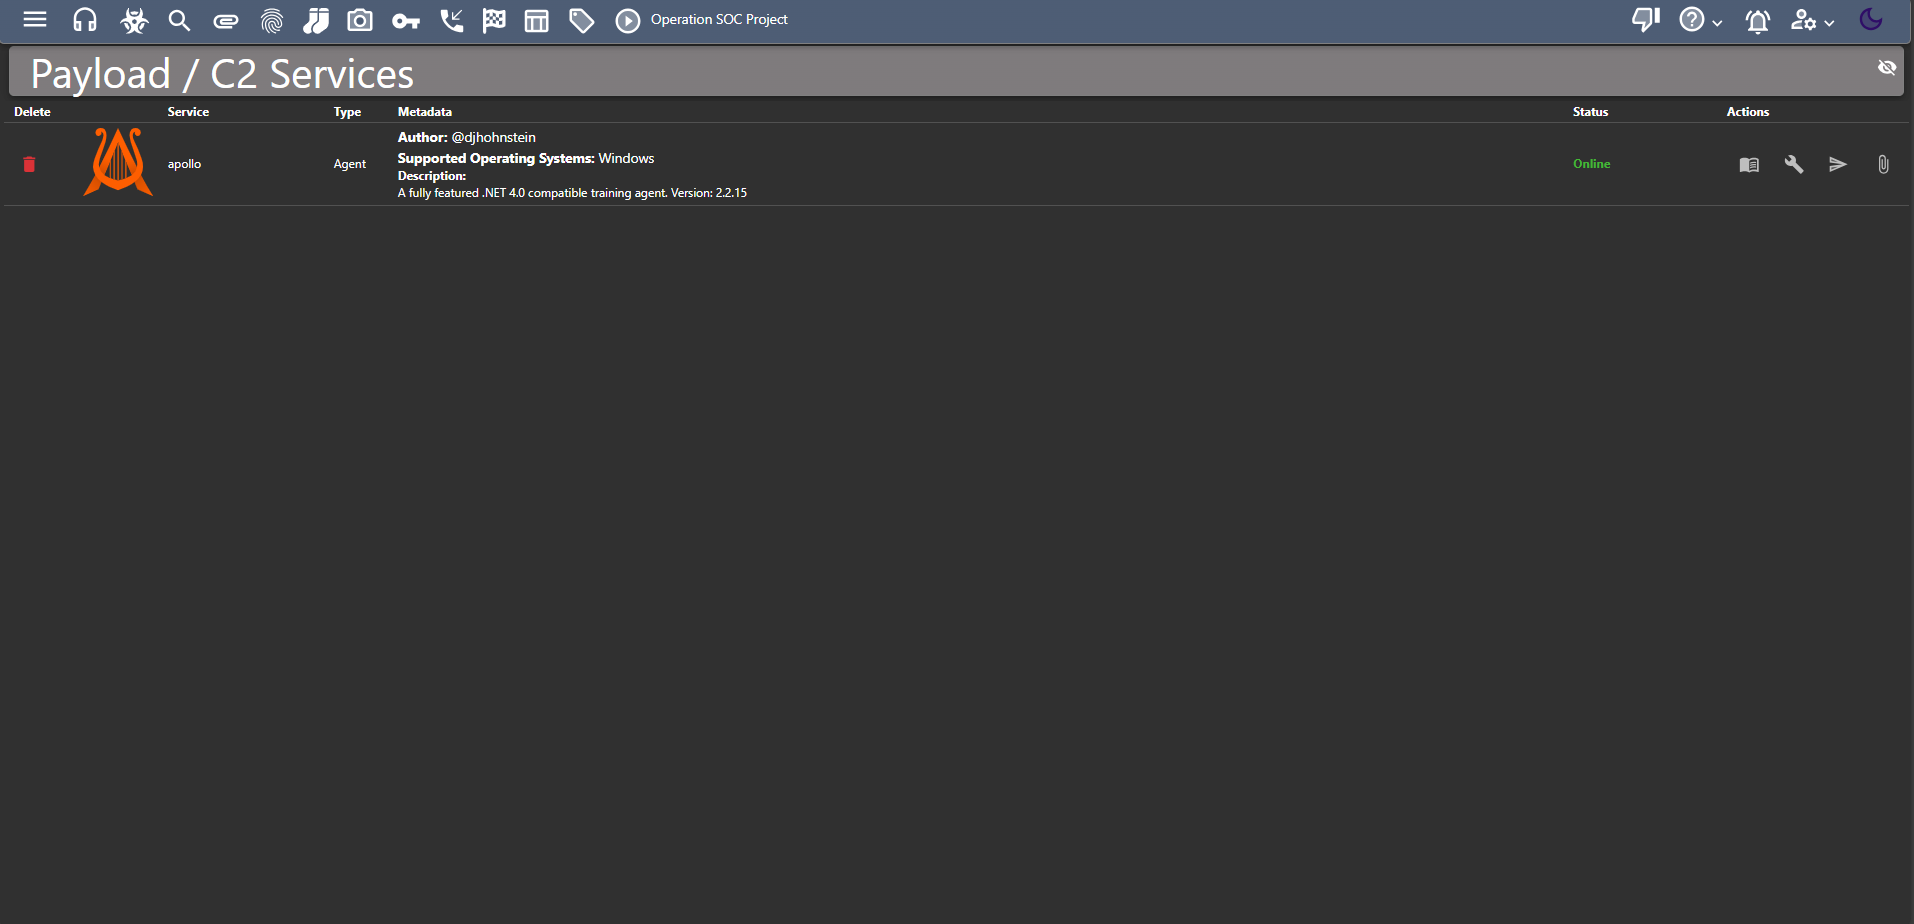 Operation SOC Project
Payload / C2 Services
Delete Service Type Metadata Status Actions
apollo Agent Author: @djhohnstein
Supported Operating Systems: Windows
Description:
A fully featured .NET 4.0 compatible training agent. Version: 2.2.15
Online